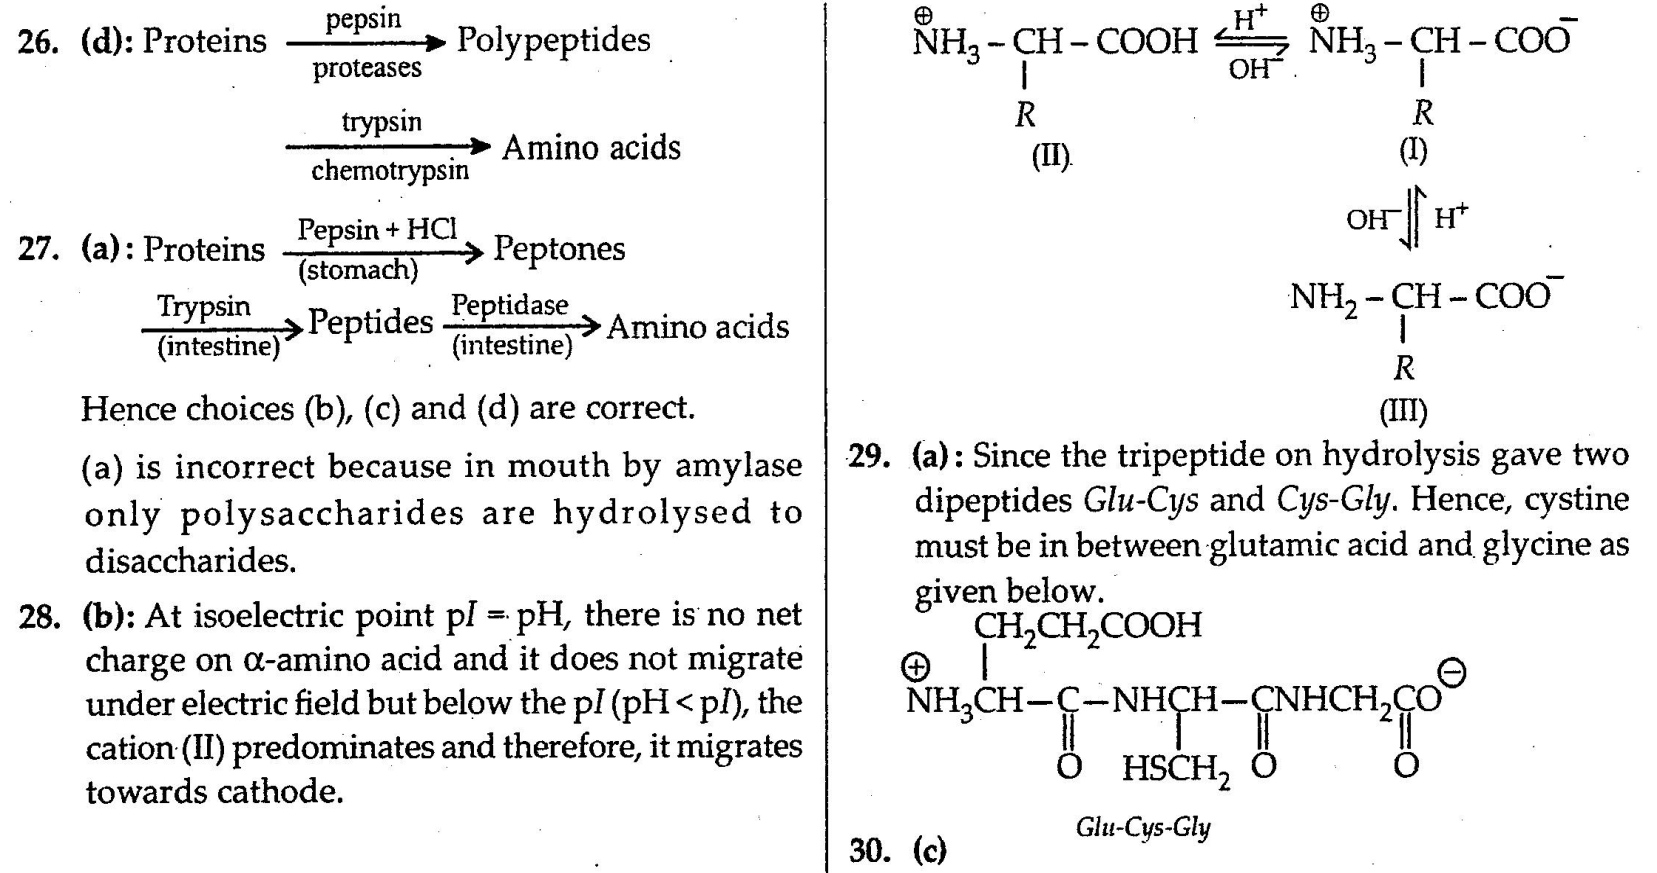 26. (d): Proteins pepsin proteases Polypeptides
trypsin chemotrypsin Amino acids
27. (a): Proteins Pepsin + HCl (stomach) Peptones
Trypsin (intestine) Peptides Peptidase (intestine) Amino acids
Hence choices (b), (c) and (d) are correct.
(a) is incorrect because in mouth by amylase
only polysaccharides are hydrolysed to
disaccharides.
28. (b): At isoelectric point pI = pH, there is no net
charge on α-amino acid and it does not migrate
under electric field but below the pI (pH < pI), the
cation (II) predominates and therefore, it migrates
towards cathode.
⊕ H⁺ ⊕
NH₃ – CH – COOH ⇌ NH₃ – CH – COO⁻
OH⁻
R R
(II) (I)
OH⁻ H⁺
NH₂ – CH – COO⁻
R
(III)
29. (a): Since the tripeptide on hydrolysis gave two
dipeptides Glu-Cys and Cys-Gly. Hence, cystine
must be in between glutamic acid and glycine as
given below.
CH₂CH₂COOH
⊕ ⊖
NH₃CH–C–NHCH–CNHCH₂CO
O HSCH₂ O O
Glu-Cys-Gly
30. (c)